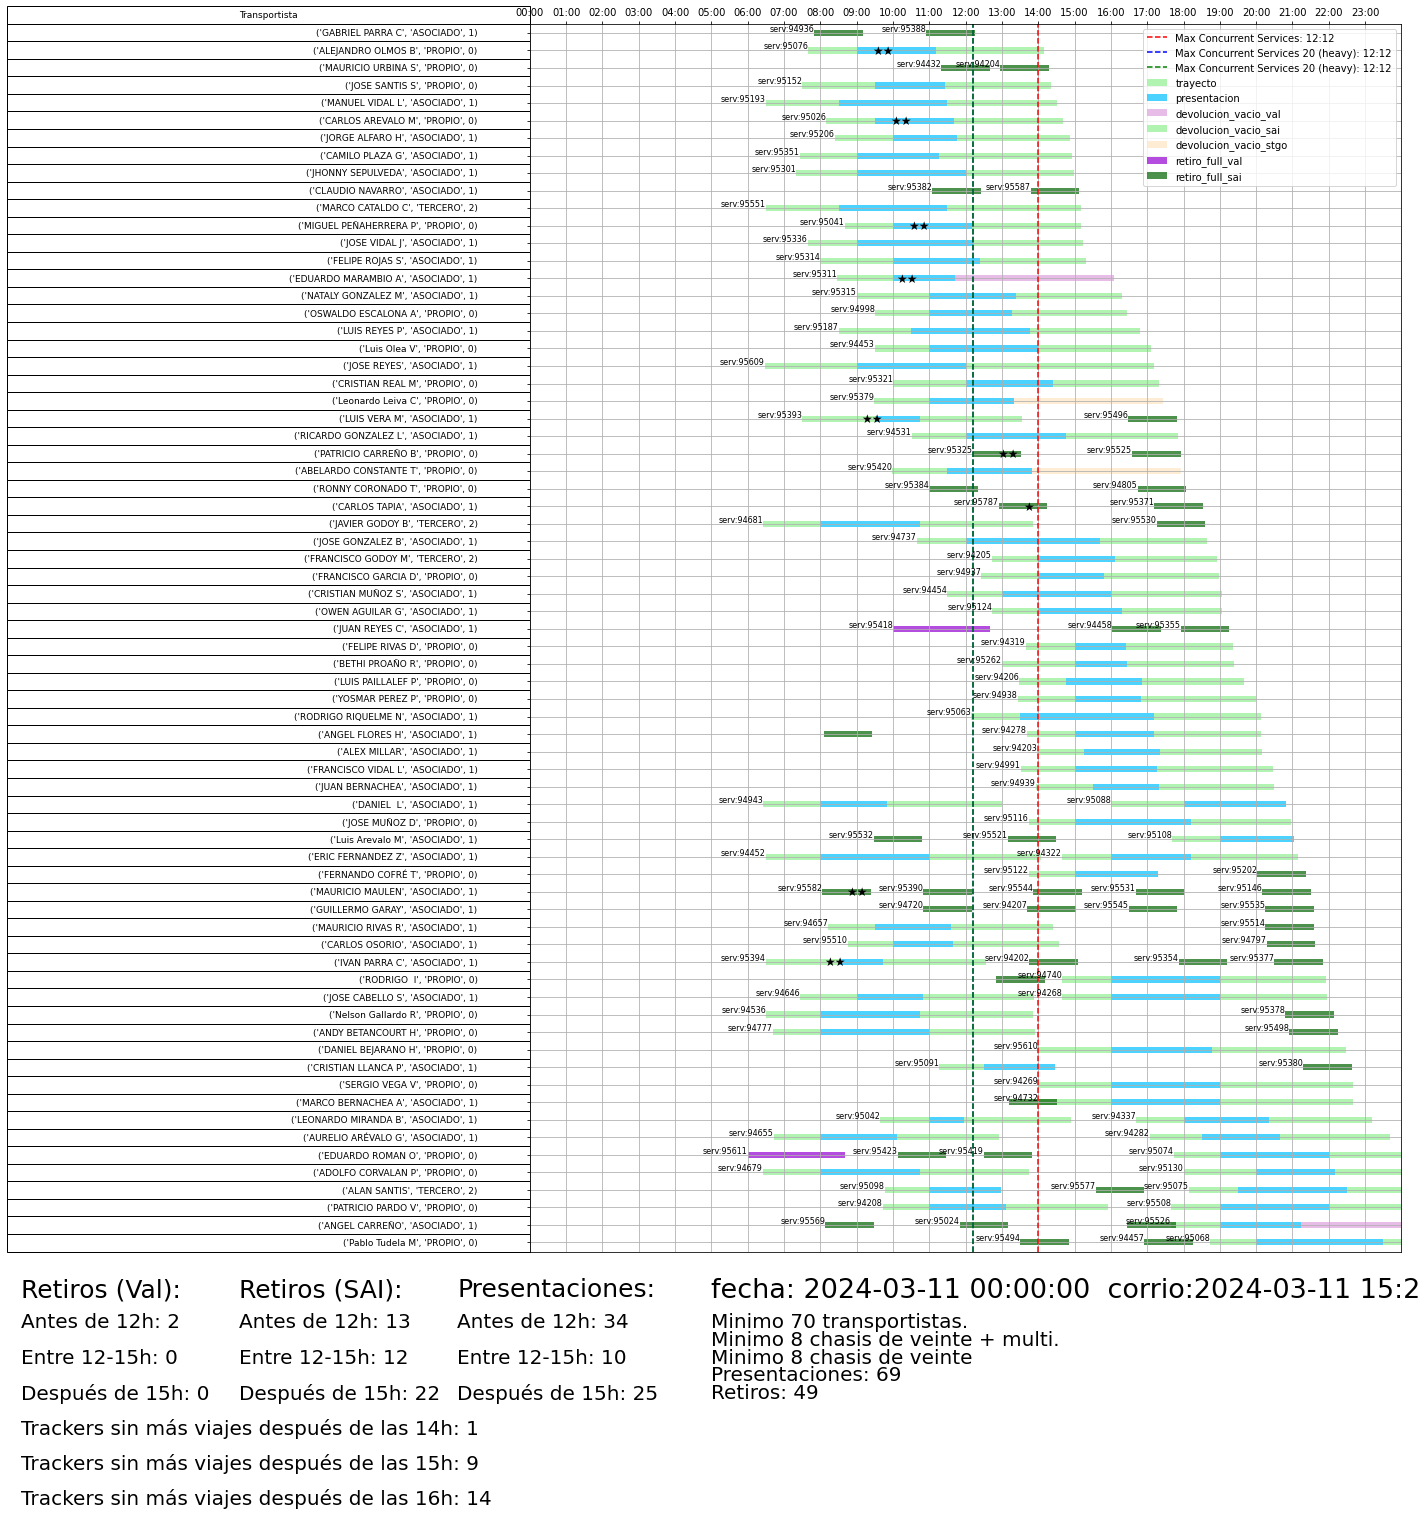 Transportista
00:00 01:00 02:00 03:00 04:00 05:00 06:00 07:00 08:00 09:00 10:00 11:00 12:00 13:00 14:00 15:00 16:00 17:00 18:00 19:00 20:00 21:00 22:00 23:00
Max Concurrent Services: 12:12
Max Concurrent Services 20 (heavy): 12:12
Max Concurrent Services 20 (heavy): 12:12
trayecto
presentacion
devolucion_vacio_val
devolucion_vacio_sai
devolucion_vacio_stgo
retiro_full_val
retiro_full_sai
('GABRIEL PARRA C', 'ASOCIADO', 1) serv:94936 serv:95388
('ALEJANDRO OLMOS B', 'PROPIO', 0) serv:95076
('MAURICIO URBINA S', 'PROPIO', 0) serv:94432 serv:94204
('JOSE SANTIS S', 'PROPIO', 0) serv:95152
('MANUEL VIDAL L', 'ASOCIADO', 1) serv:95193
('CARLOS AREVALO M', 'PROPIO', 0) serv:95026
('JORGE ALFARO H', 'ASOCIADO', 1) serv:95206
('CAMILO PLAZA G', 'ASOCIADO', 1) serv:95351
('JHONNY SEPULVEDA', 'ASOCIADO', 1) serv:95301
('CLAUDIO NAVARRO', 'ASOCIADO', 1) serv:95382 serv:95587
('MARCO CATALDO C', 'TERCERO', 2) serv:95551
('MIGUEL PEÑAHERRERA P', 'PROPIO', 0) serv:95041
('JOSE VIDAL J', 'ASOCIADO', 1) serv:95336
('FELIPE ROJAS S', 'ASOCIADO', 1) serv:95314
('EDUARDO MARAMBIO A', 'ASOCIADO', 1) serv:95311
('NATALY GONZALEZ M', 'ASOCIADO', 1) serv:95315
('OSWALDO ESCALONA A', 'PROPIO', 0) serv:94998
('LUIS REYES P', 'ASOCIADO', 1) serv:95187
('Luis Olea V', 'PROPIO', 0) serv:94453
('JOSE REYES', 'ASOCIADO', 1) serv:95609
('CRISTIAN REAL M', 'PROPIO', 0) serv:95321
('Leonardo Leiva C', 'PROPIO', 0) serv:95379
('LUIS VERA M', 'ASOCIADO', 1) serv:95393 serv:95496
('RICARDO GONZALEZ L', 'ASOCIADO', 1) serv:94531
('PATRICIO CARREÑO B', 'PROPIO', 0) serv:95325 serv:95525
('ABELARDO CONSTANTE T', 'PROPIO', 0) serv:95420
('RONNY CORONADO T', 'PROPIO', 0) serv:95384 serv:94805
('CARLOS TAPIA', 'ASOCIADO', 1) serv:95787 serv:95371
('JAVIER GODOY B', 'TERCERO', 2) serv:94681 serv:95530
('JOSE GONZALEZ B', 'ASOCIADO', 1) serv:94737
('FRANCISCO GODOY M', 'TERCERO', 2) serv:94205
('FRANCISCO GARCIA D', 'PROPIO', 0) serv:94937
('CRISTIAN MUÑOZ S', 'ASOCIADO', 1) serv:94454
('OWEN AGUILAR G', 'ASOCIADO', 1) serv:95124
('JUAN REYES C', 'ASOCIADO', 1) serv:95418 serv:94458 serv:95355
('FELIPE RIVAS D', 'PROPIO', 0) serv:94319
('BETHI PROAÑO R', 'PROPIO', 0) serv:95262
('LUIS PAILLALEF P', 'PROPIO', 0) serv:94206
('YOSMAR PEREZ P', 'PROPIO', 0) serv:94938
('RODRIGO RIQUELME N', 'ASOCIADO', 1) serv:95063
('ANGEL FLORES H', 'ASOCIADO', 1) serv:94278
('ALEX MILLAR', 'ASOCIADO', 1) serv:94203
('FRANCISCO VIDAL L', 'ASOCIADO', 1) serv:94991
('JUAN BERNACHEA', 'ASOCIADO', 1) serv:94939
('DANIEL  L', 'ASOCIADO', 1) serv:94943 serv:95088
('JOSE MUÑOZ D', 'PROPIO', 0) serv:95116
('Luis Arevalo M', 'PROPIO', 0) serv:95532 serv:95521 serv:95108
('ERIC FERNANDEZ Z', 'ASOCIADO', 1) serv:94452 serv:94322
('FERNANDO COFRÉ T', 'PROPIO', 0) serv:95122 serv:95202
('MAURICIO MAULEN', 'ASOCIADO', 1) serv:95582 serv:95390 serv:95544 serv:95531 serv:95146
('GUILLERMO GARAY', 'ASOCIADO', 1) serv:94720 serv:94207 serv:95545 serv:95535
('MAURICIO RIVAS R', 'ASOCIADO', 1) serv:94657 serv:95514
('CARLOS OSORIO', 'ASOCIADO', 1) serv:95510 serv:94797
('IVAN PARRA C', 'ASOCIADO', 1) serv:95394 serv:94202 serv:95354 serv:95377
('RODRIGO  I', 'PROPIO', 0) serv:94740
('JOSE CABELLO S', 'ASOCIADO', 1) serv:94646 serv:94268
('Nelson Gallardo R', 'PROPIO', 0) serv:94536 serv:95378
('ANDY BETANCOURT H', 'PROPIO', 0) serv:94777 serv:95498
('DANIEL BEJARANO H', 'PROPIO', 0) serv:95610
('CRISTIAN LLANCA P', 'ASOCIADO', 1) serv:95091 serv:95380
('SERGIO VEGA V', 'PROPIO', 0) serv:94269
('MARCO BERNACHEA A', 'ASOCIADO', 1) serv:94732
('LEONARDO MIRANDA B', 'ASOCIADO', 1) serv:95042 serv:94337
('AURELIO ARÉVALO G', 'ASOCIADO', 1) serv:94655 serv:94282
('EDUARDO ROMAN O', 'PROPIO', 0) serv:95611 serv:95423 serv:95419 serv:95074
('ADOLFO CORVALAN P', 'PROPIO', 0) serv:94679 serv:95130
('ALAN SANTIS', 'TERCERO', 2) serv:95098 serv:95577 serv:95075
('PATRICIO PARDO V', 'PROPIO', 0) serv:94208 serv:95508
('ANGEL CARREÑO', 'ASOCIADO', 1) serv:95569 serv:95024 serv:95526
('Pablo Tudela M', 'PROPIO', 0) serv:95494 serv:94457 serv:95068
Retiros (Val):
Antes de 12h: 2
Entre 12-15h: 0
Después de 15h: 0
Retiros (SAI):
Antes de 12h: 13
Entre 12-15h: 12
Después de 15h: 22
Presentaciones:
Antes de 12h: 34
Entre 12-15h: 10
Después de 15h: 25
Trackers sin más viajes después de las 14h: 1
Trackers sin más viajes después de las 15h: 9
Trackers sin más viajes después de las 16h: 14
fecha: 2024-03-11 00:00:00  corrio:2024-03-11 15:2
Minimo 70 transportistas.
Minimo 8 chasis de veinte + multi.
Minimo 8 chasis de veinte
Presentaciones: 69
Retiros: 49